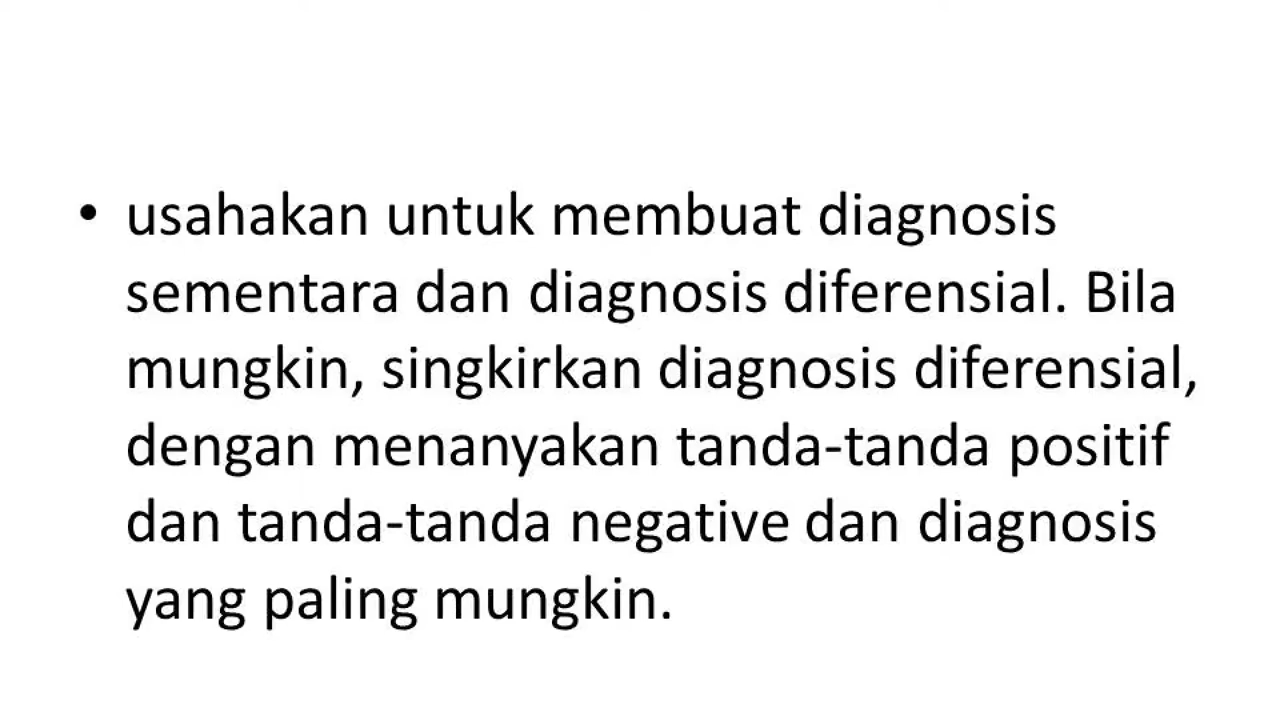 • usahakan untuk membuat diagnosis
sementara dan diagnosis diferensial. Bila
mungkin, singkirkan diagnosis diferensial,
dengan menanyakan tanda-tanda positif
dan tanda-tanda negative dan diagnosis
yang paling mungkin.